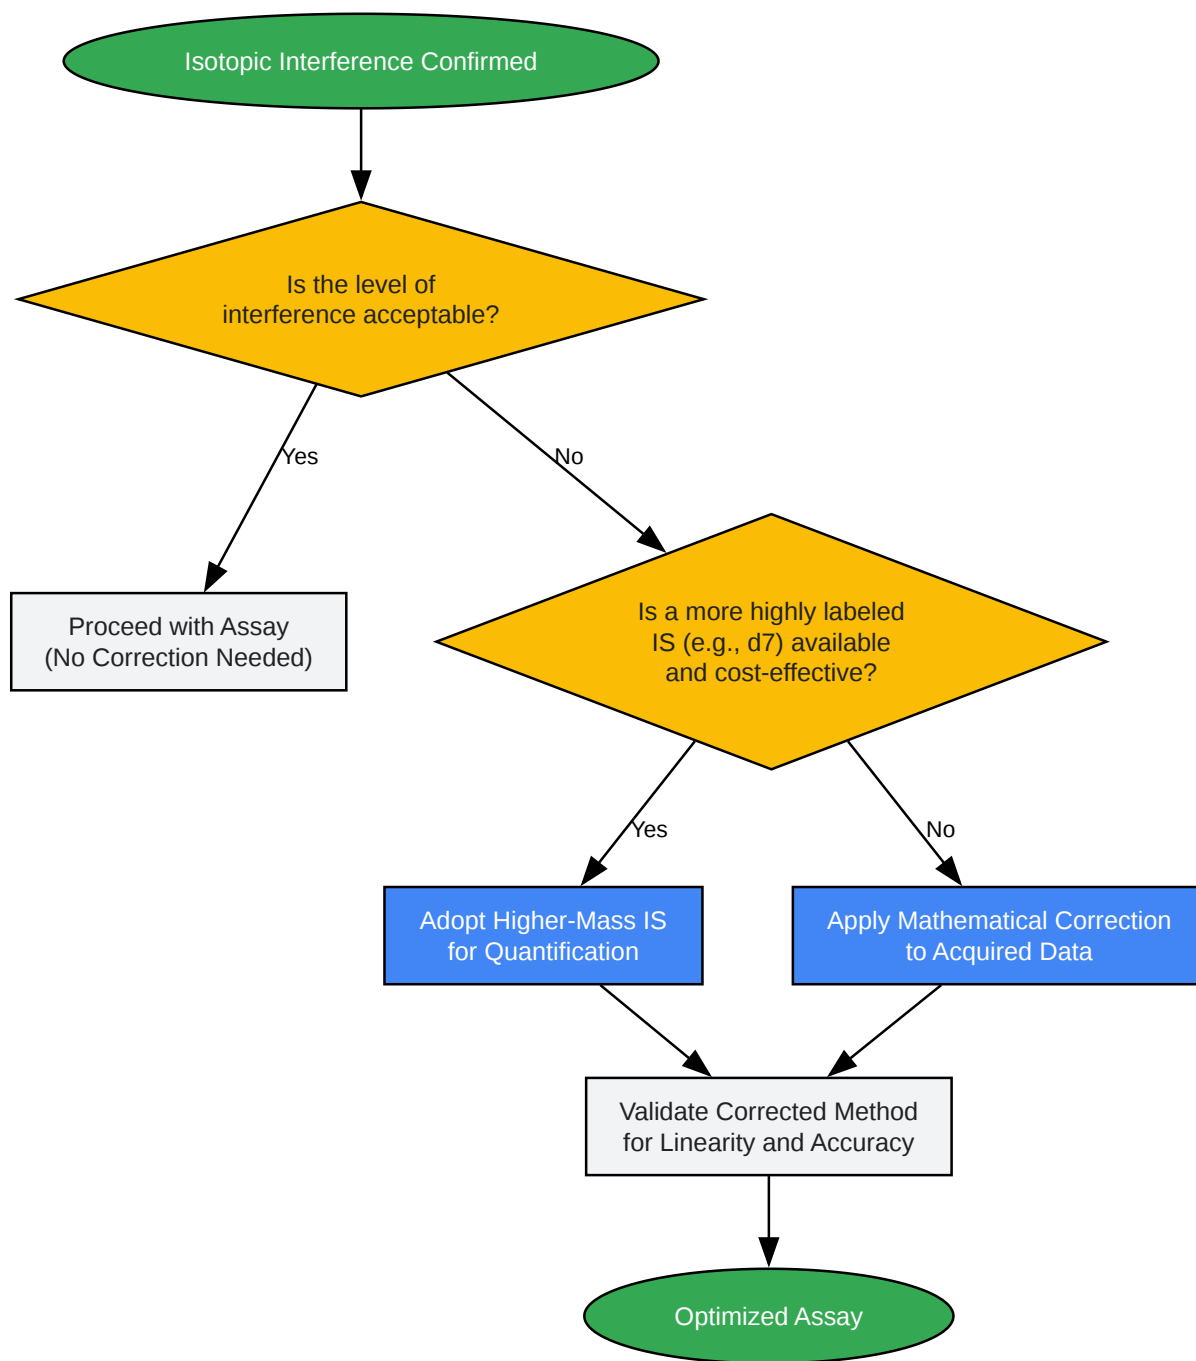 Isotopic Interference Confirmed
Is the level of
interference acceptable?
Yes
No
Proceed with Assay
(No Correction Needed)
Is a more highly labeled
IS (e.g., d7) available
and cost-effective?
Yes
No
Adopt Higher-Mass IS
for Quantification
Apply Mathematical Correction
to Acquired Data
Validate Corrected Method
for Linearity and Accuracy
Optimized Assay